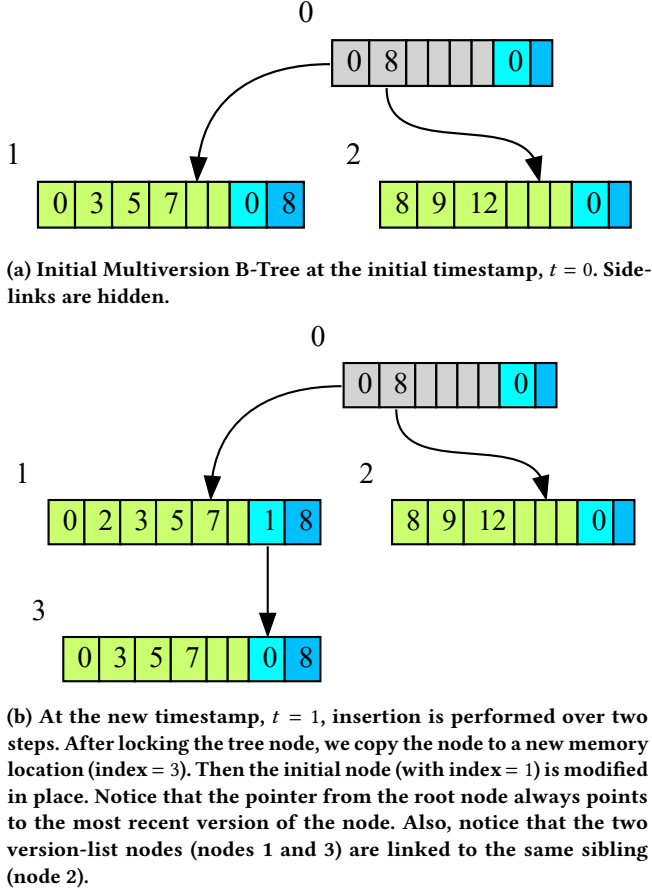 0
0 8 0
1 2
0 3 5 7 0 8 8 9 12 0
(a) Initial Multiversion B-Tree at the initial timestamp, t = 0. Side-
links are hidden.
0
0 8 0
1 2
0 2 3 5 7 1 8 8 9 12 0
3
0 3 5 7 0 8
(b) At the new timestamp, t = 1, insertion is performed over two
steps. After locking the tree node, we copy the node to a new memory
location (index = 3). Then the initial node (with index = 1) is modified
in place. Notice that the pointer from the root node always points
to the most recent version of the node. Also, notice that the two
version-list nodes (nodes 1 and 3) are linked to the same sibling
(node 2).